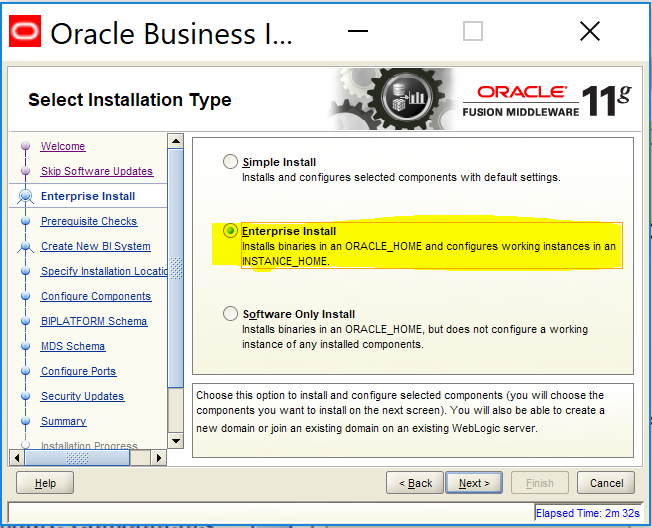 Oracle Business I...
Select Installation Type
ORACLE
FUSION MIDDLEWARE
11g
Welcome
Skip Software Updates
Enterprise Install
Prerequisite Checks
Create New BI System
Specify Installation Locatio
Configure Components
BIPLATFORM Schema
MDS Schema
Configure Ports
Security Updates
Summary
Installation Progress
Simple Install
Installs and configures selected components with default settings.
Enterprise Install
Installs binaries in an ORACLE_HOME and configures working instances in an
INSTANCE_HOME.
Software Only Install
Installs binaries in an ORACLE_HOME, but does not configure a working
instance of any installed components.
Choose this option to install and configure selected components (you will choose the
components you want to install on the next screen). You will also be able to create a
new domain or join an existing domain on an existing WebLogic server.
Help
< Back
Next >
Finish
Cancel
Elapsed Time: 2m 32s